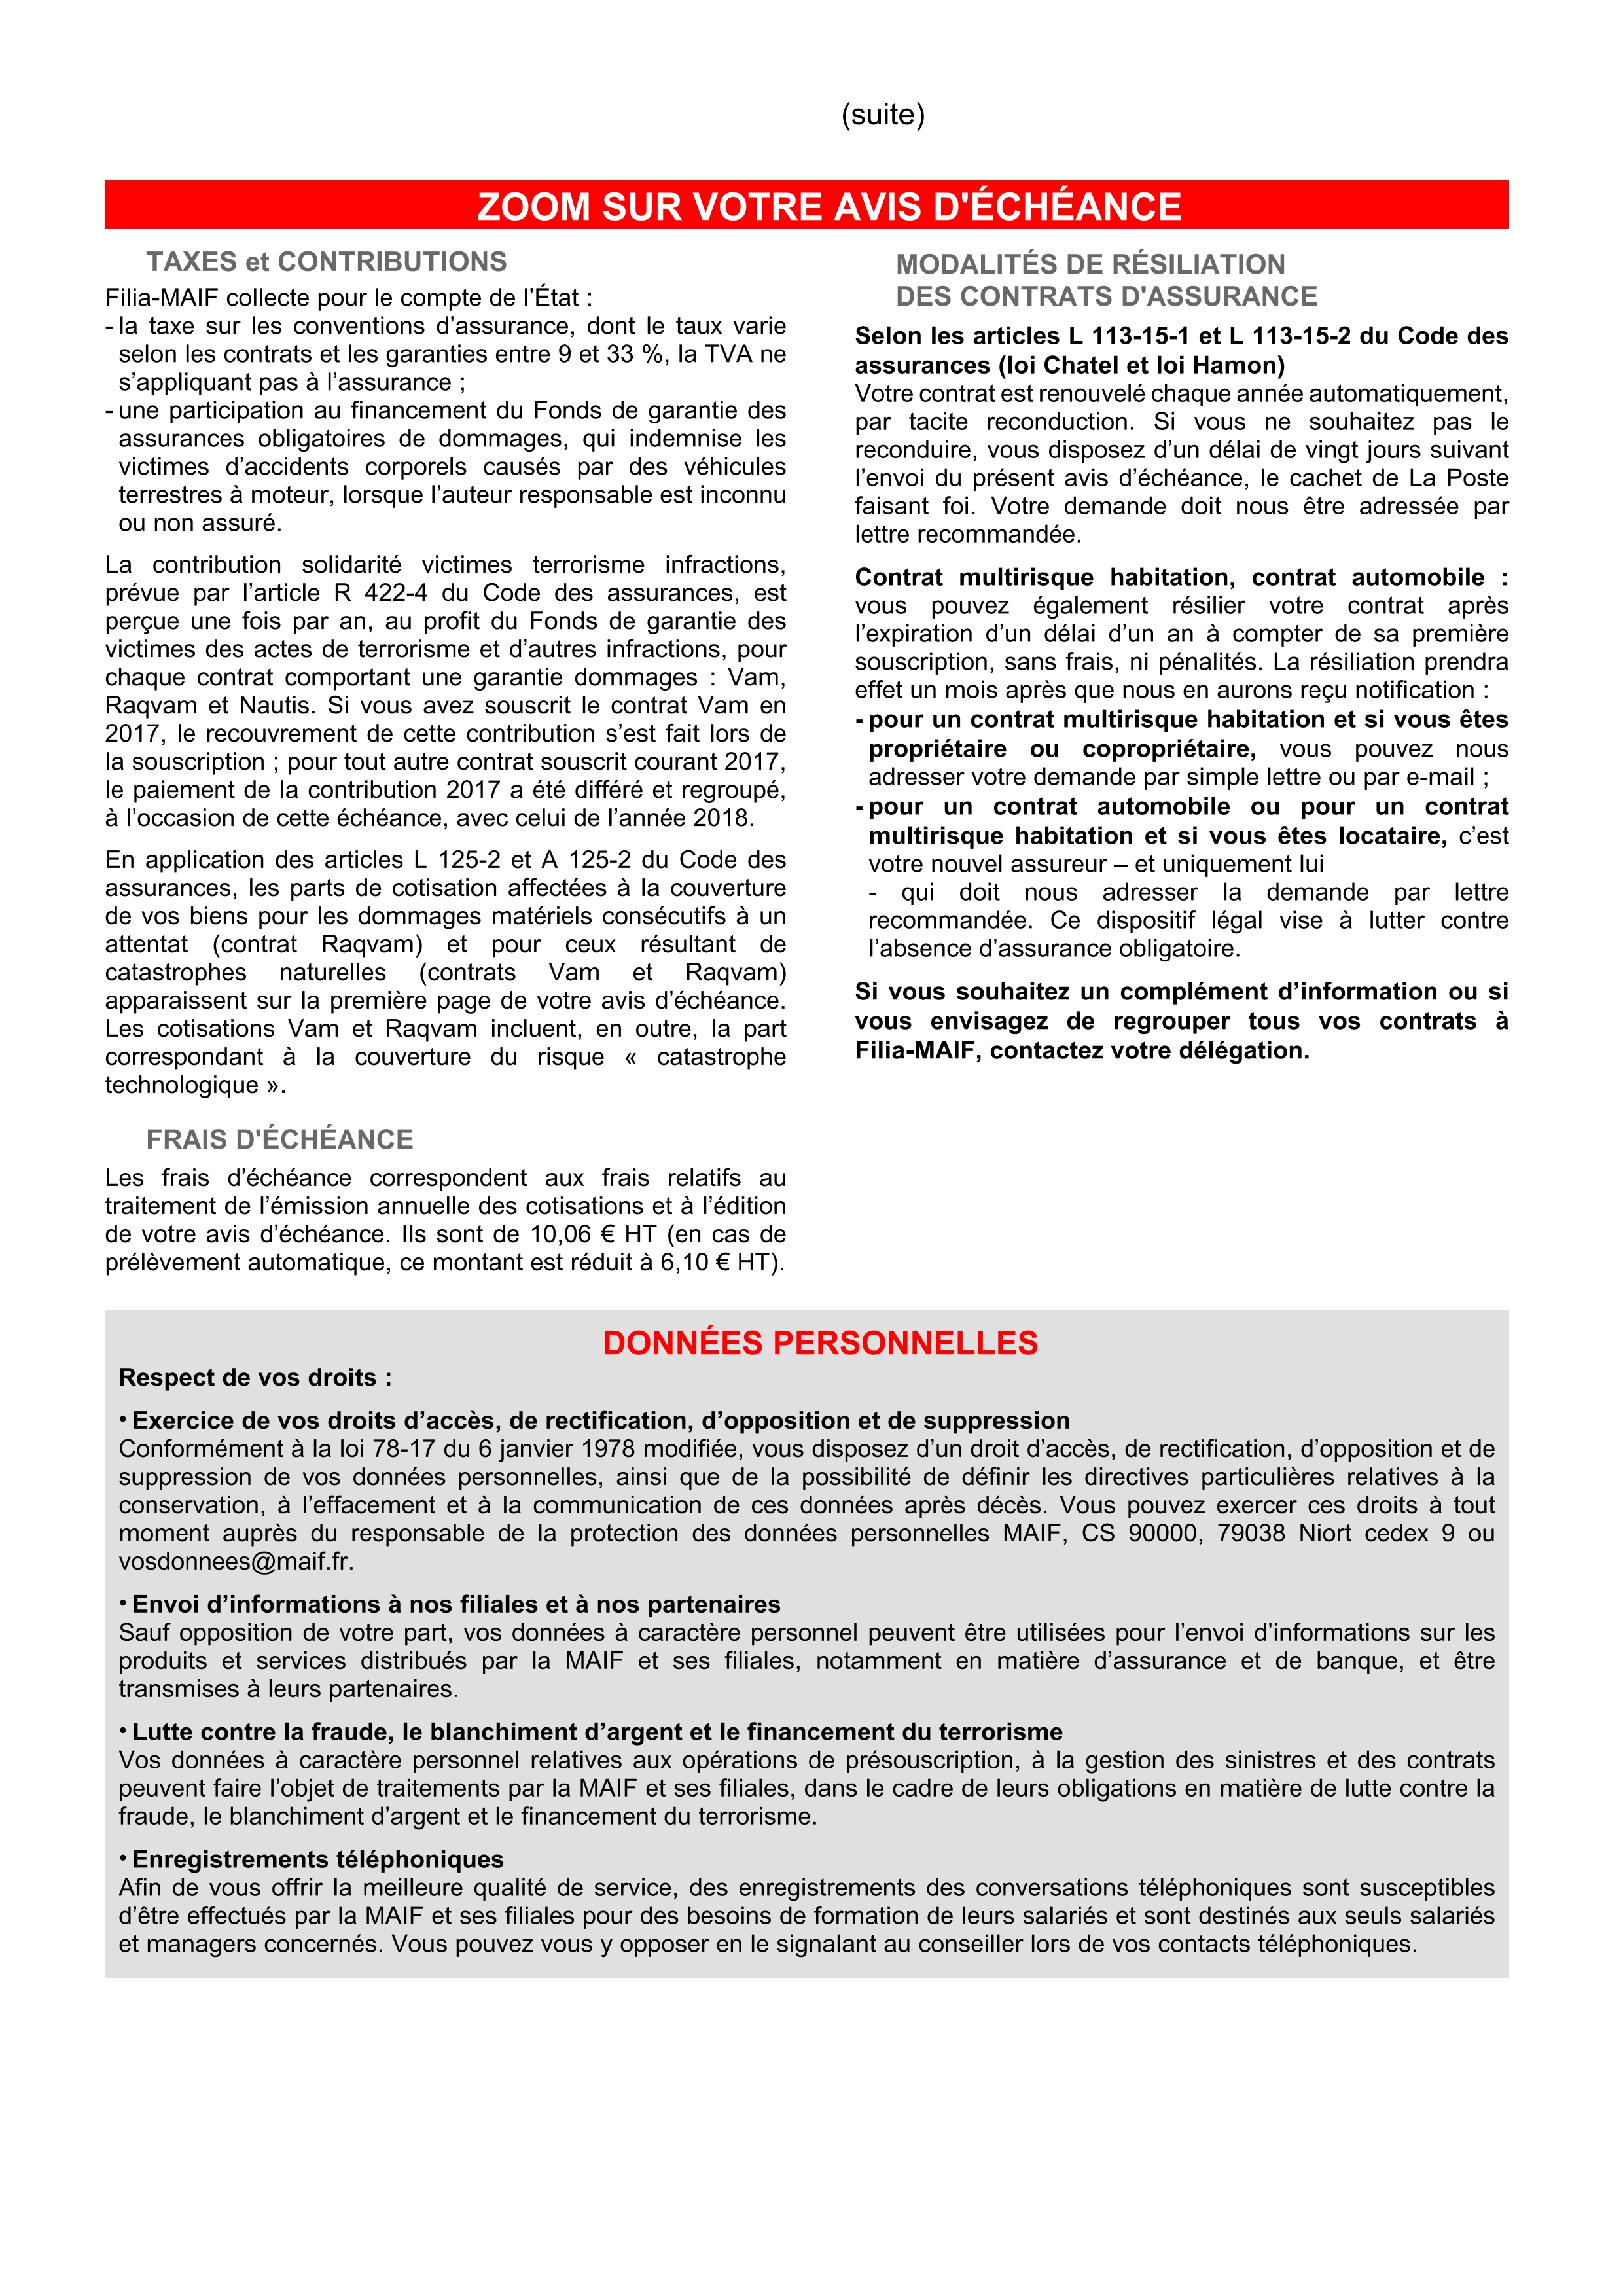 (suite)
ZOOM SUR VOTRE AVIS D'ÉCHÉANCE
TAXES et CONTRIBUTIONS
Filia-MAIF collecte pour le compte de l’État :
- la taxe sur les conventions d’assurance, dont le taux varie
selon les contrats et les garanties entre 9 et 33 %, la TVA ne
s’appliquant pas à l’assurance ;
- une participation au financement du Fonds de garantie des
assurances obligatoires de dommages, qui indemnise les
victimes d’accidents corporels causés par des véhicules
terrestres à moteur, lorsque l’auteur responsable est inconnu
ou non assuré.
La contribution solidarité victimes terrorisme infractions,
prévue par l’article R 422-4 du Code des assurances, est
perçue une fois par an, au profit du Fonds de garantie des
victimes des actes de terrorisme et d’autres infractions, pour
chaque contrat comportant une garantie dommages : Vam,
Raqvam et Nautis. Si vous avez souscrit le contrat Vam en
2017, le recouvrement de cette contribution s’est fait lors de
la souscription ; pour tout autre contrat souscrit courant 2017,
le paiement de la contribution 2017 a été différé et regroupé,
à l’occasion de cette échéance, avec celui de l’année 2018.
En application des articles L 125-2 et A 125-2 du Code des
assurances, les parts de cotisation affectées à la couverture
de vos biens pour les dommages matériels consécutifs à un
attentat (contrat Raqvam) et pour ceux résultant de
catastrophes naturelles (contrats Vam et Raqvam)
apparaissent sur la première page de votre avis d’échéance.
Les cotisations Vam et Raqvam incluent, en outre, la part
correspondant à la couverture du risque « catastrophe
technologique ».
FRAIS D'ÉCHÉANCE
Les frais d’échéance correspondent aux frais relatifs au
traitement de l’émission annuelle des cotisations et à l’édition
de votre avis d’échéance. Ils sont de 10,06 € HT (en cas de
prélèvement automatique, ce montant est réduit à 6,10 € HT).
MODALITÉS DE RÉSILIATION
DES CONTRATS D'ASSURANCE
Selon les articles L 113-15-1 et L 113-15-2 du Code des
assurances (loi Chatel et loi Hamon)
Votre contrat est renouvelé chaque année automatiquement,
par tacite reconduction. Si vous ne souhaitez pas le
reconduire, vous disposez d’un délai de vingt jours suivant
l’envoi du présent avis d’échéance, le cachet de La Poste
faisant foi. Votre demande doit nous être adressée par
lettre recommandée.
Contrat multirisque habitation, contrat automobile :
vous pouvez également résilier votre contrat après
l’expiration d’un délai d’un an à compter de sa première
souscription, sans frais, ni pénalités. La résiliation prendra
effet un mois après que nous en aurons reçu notification :
- pour un contrat multirisque habitation et si vous êtes
propriétaire ou copropriétaire, vous pouvez nous
adresser votre demande par simple lettre ou par e-mail ;
- pour un contrat automobile ou pour un contrat
multirisque habitation et si vous êtes locataire, c’est
votre nouvel assureur – et uniquement lui
- qui doit nous adresser la demande par lettre
recommandée. Ce dispositif légal vise à lutter contre
l’absence d’assurance obligatoire.
Si vous souhaitez un complément d’information ou si
vous envisagez de regrouper tous vos contrats à
Filia-MAIF, contactez votre délégation.
DONNÉES PERSONNELLES
Respect de vos droits :
• Exercice de vos droits d’accès, de rectification, d’opposition et de suppression
Conformément à la loi 78-17 du 6 janvier 1978 modifiée, vous disposez d’un droit d’accès, de rectification, d’opposition et de
suppression de vos données personnelles, ainsi que de la possibilité de définir les directives particulières relatives à la
conservation, à l’effacement et à la communication de ces données après décès. Vous pouvez exercer ces droits à tout
moment auprès du responsable de la protection des données personnelles MAIF, CS 90000, 79038 Niort cedex 9 ou
vosdonnees@maif.fr.
• Envoi d’informations à nos filiales et à nos partenaires
Sauf opposition de votre part, vos données à caractère personnel peuvent être utilisées pour l’envoi d’informations sur les
produits et services distribués par la MAIF et ses filiales, notamment en matière d’assurance et de banque, et être
transmises à leurs partenaires.
• Lutte contre la fraude, le blanchiment d’argent et le financement du terrorisme
Vos données à caractère personnel relatives aux opérations de présouscription, à la gestion des sinistres et des contrats
peuvent faire l’objet de traitements par la MAIF et ses filiales, dans le cadre de leurs obligations en matière de lutte contre la
fraude, le blanchiment d’argent et le financement du terrorisme.
• Enregistrements téléphoniques
Afin de vous offrir la meilleure qualité de service, des enregistrements des conversations téléphoniques sont susceptibles
d’être effectués par la MAIF et ses filiales pour des besoins de formation de leurs salariés et sont destinés aux seuls salariés
et managers concernés. Vous pouvez vous y opposer en le signalant au conseiller lors de vos contacts téléphoniques.